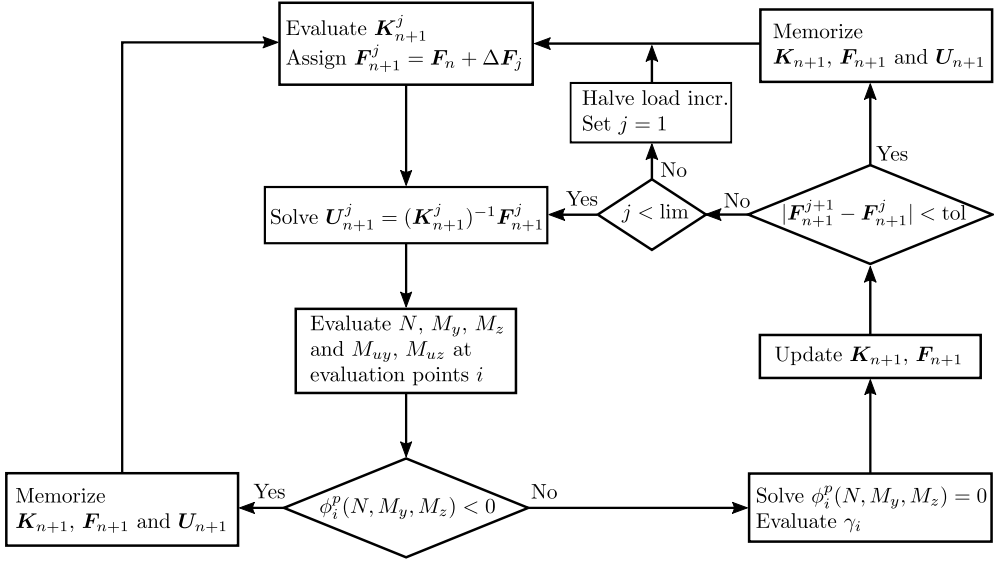 Evaluate K^j_{n+1}
Assign F^j_{n+1} = F_n + ΔF_j
Memorize
K_{n+1}, F_{n+1} and U_{n+1}
Halve load incr.
Set j = 1
Yes
No
Solve U^j_{n+1} = (K^j_{n+1})^{-1} F^j_{n+1}
Yes
j < lim
No
|F^{j+1}_{n+1} − F^j_{n+1}| < tol
Evaluate N, M_y, M_z
and M_{uy}, M_{uz} at
evaluation points i
Update K_{n+1}, F_{n+1}
Memorize
K_{n+1}, F_{n+1} and U_{n+1}
Yes
ϕ^p_i(N, M_y, M_z) < 0
No
Solve ϕ^p_i(N, M_y, M_z) = 0
Evaluate γ_i